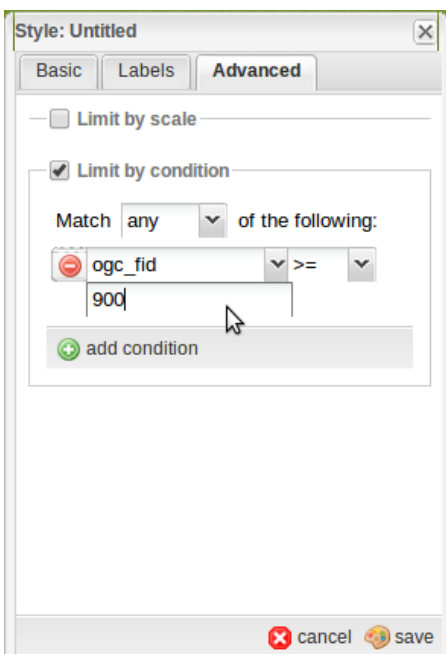 Style: Untitled
Basic Labels Advanced
Limit by scale
Limit by condition
Match any of the following:
ogc_fid >=
900
add condition
cancel save